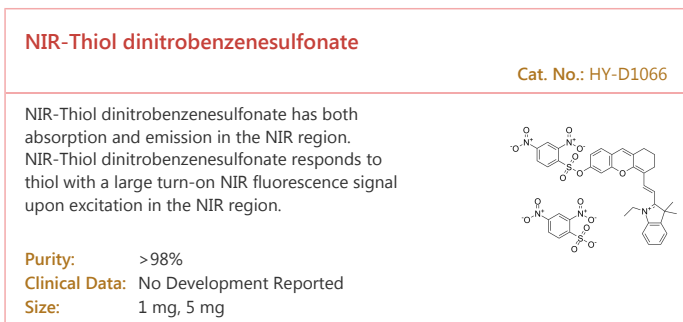 NIR-Thiol dinitrobenzenesulfonate
Cat. No.: HY-D1066
NIR-Thiol dinitrobenzenesulfonate has both
absorption and emission in the NIR region.
NIR-Thiol dinitrobenzenesulfonate responds to
thiol with a large turn-on NIR fluorescence signal
upon excitation in the NIR region.
Purity: >98%
Clinical Data: No Development Reported
Size: 1 mg, 5 mg